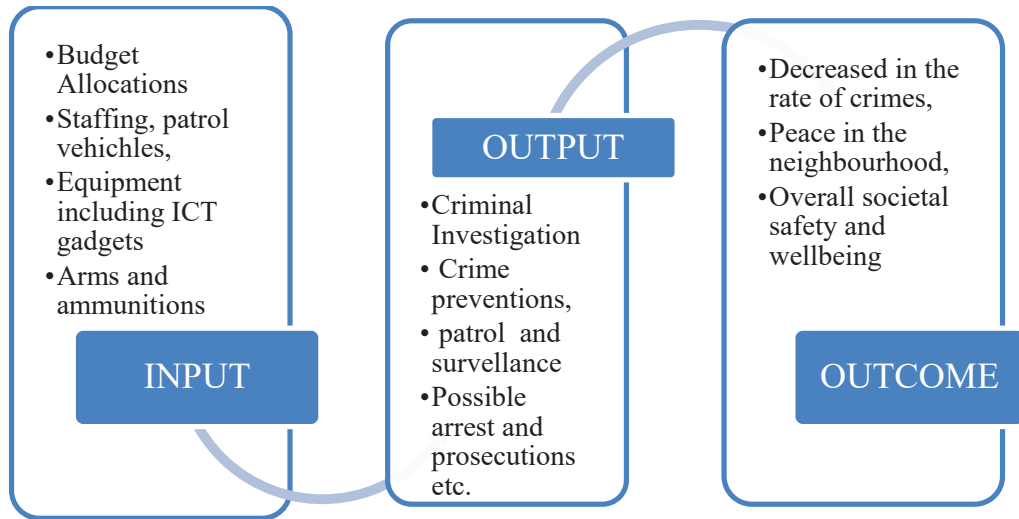 •Budget
Allocations
•Staffing, patrol
vehichles,
•Equipment
including ICT
gadgets
•Arms and
ammunitions
INPUT
OUTPUT
•Criminal
Investigation
• Crime
preventions,
• patrol and
survellance
•Possible
arrest and
prosecutions
etc.
•Decreased in the
rate of crimes,
•Peace in the
neighbourhood,
•Overall societal
safety and
wellbeing
OUTCOME